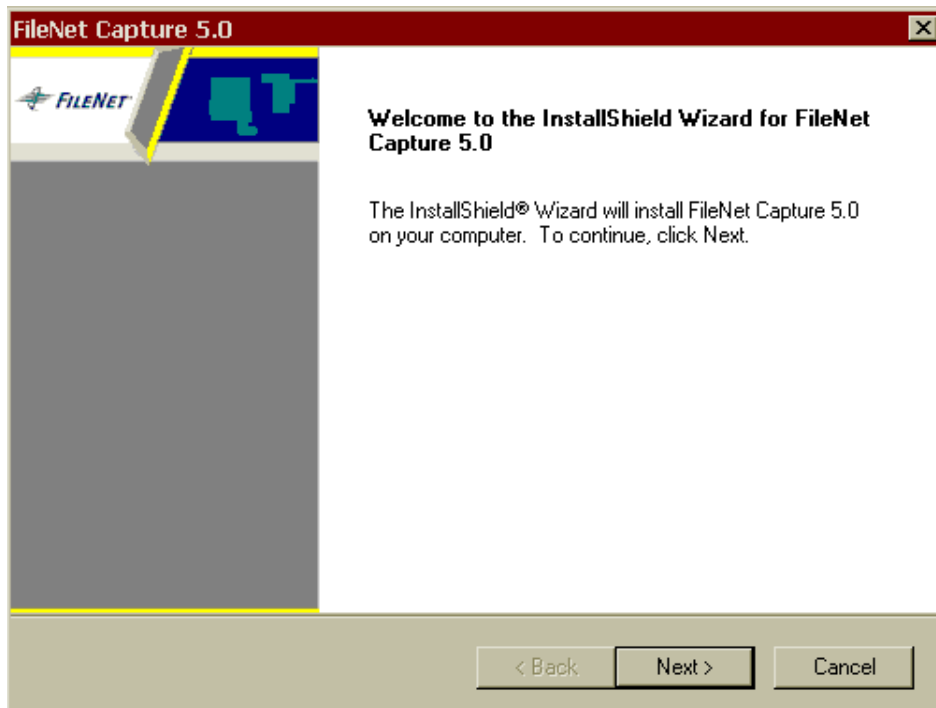 FileNet Capture 5.0
FILENET
Welcome to the InstallShield Wizard for FileNet
Capture 5.0
The InstallShield® Wizard will install FileNet Capture 5.0
on your computer.  To continue, click Next.
< Back
Next >
Cancel